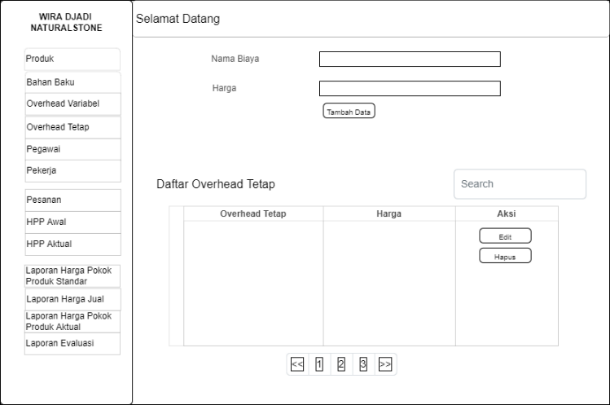 WIRA DJADI
NATURALSTONE
Produk
Bahan Baku
Overhead Variabel
Overhead Tetap
Pegawai
Pekerja
Pesanan
HPP Awal
HPP Aktual
Laporan Harga Pokok
Produk Standar
Laporan Harga Jual
Laporan Harga Pokok
Produk Aktual
Laporan Evaluasi
Selamat Datang
Nama Biaya
Harga
Tambah Data
Daftar Overhead Tetap
Search
Overhead Tetap Harga Aksi
Edit
Hapus
<< 1 2 3 >>